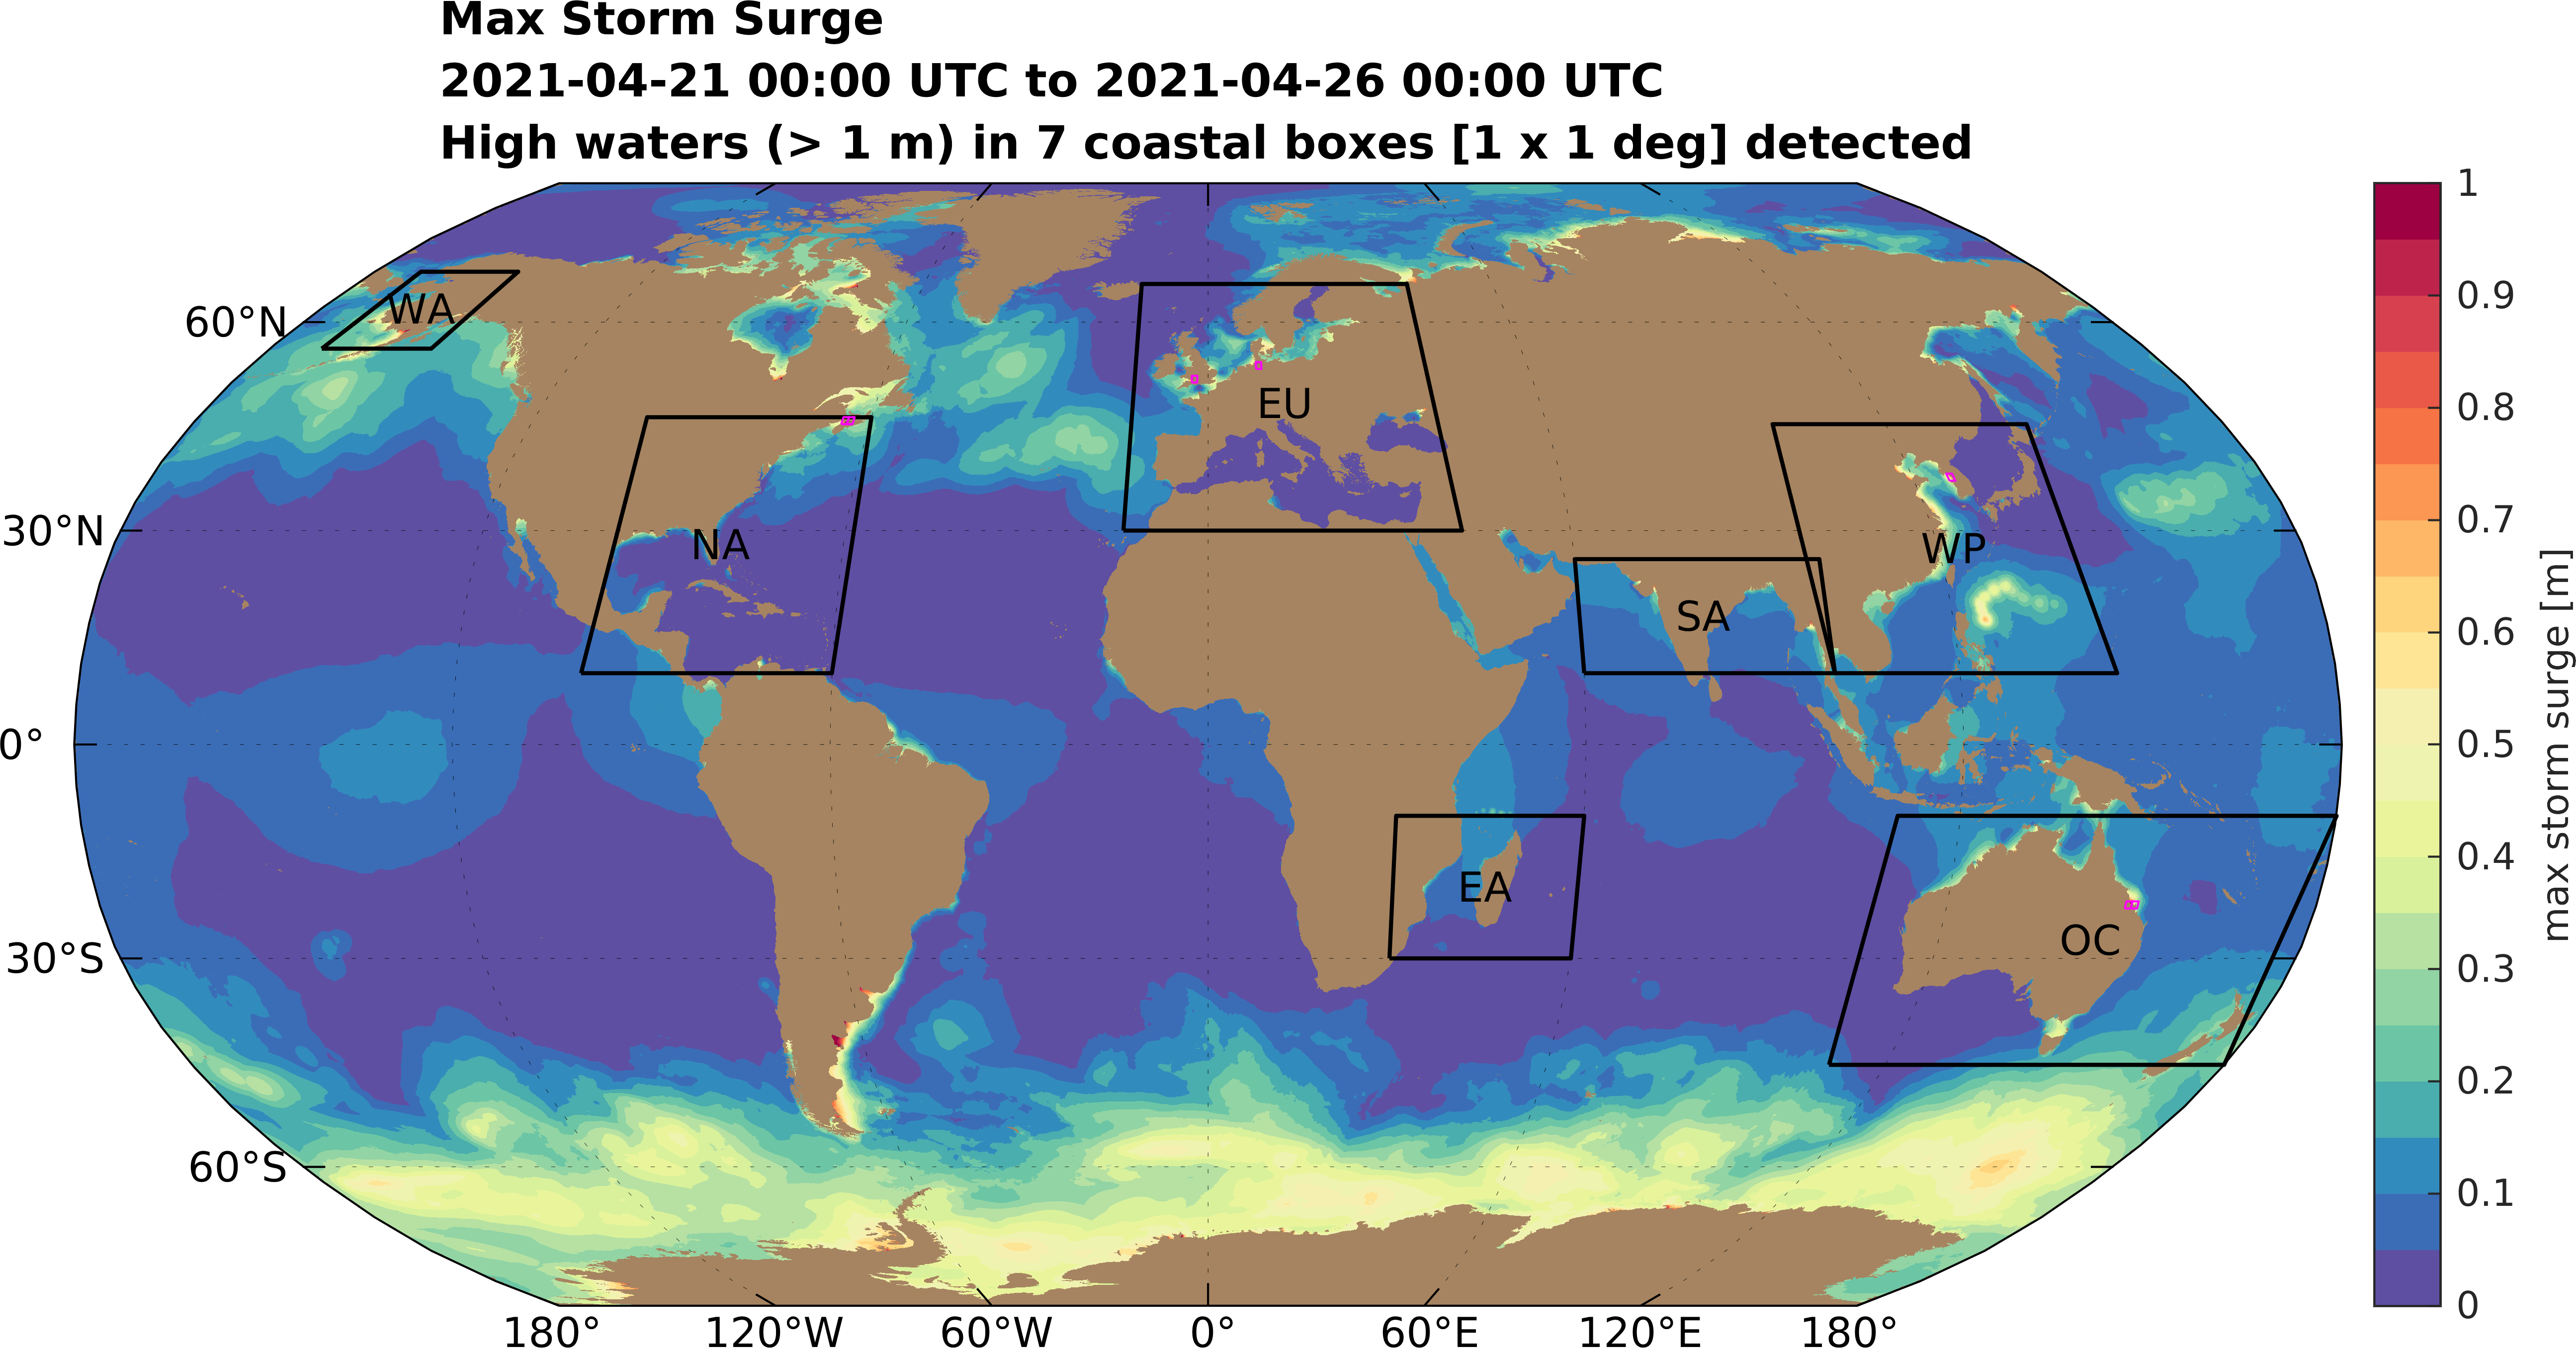 Max Storm Surge
2021-04-21 00:00 UTC to 2021-04-26 00:00 UTC
High waters (> 1 m) in 7 coastal boxes [1 x 1 deg] detected
60°N
30°N
0°
30°S
60°S
WA
NA
EU
SA
WP
EA
OC
180°
120°W
60°W
0°
60°E
120°E
180°
1
0.9
0.8
0.7
0.6
0.5
0.4
0.3
0.2
0.1
0
max storm surge [m]